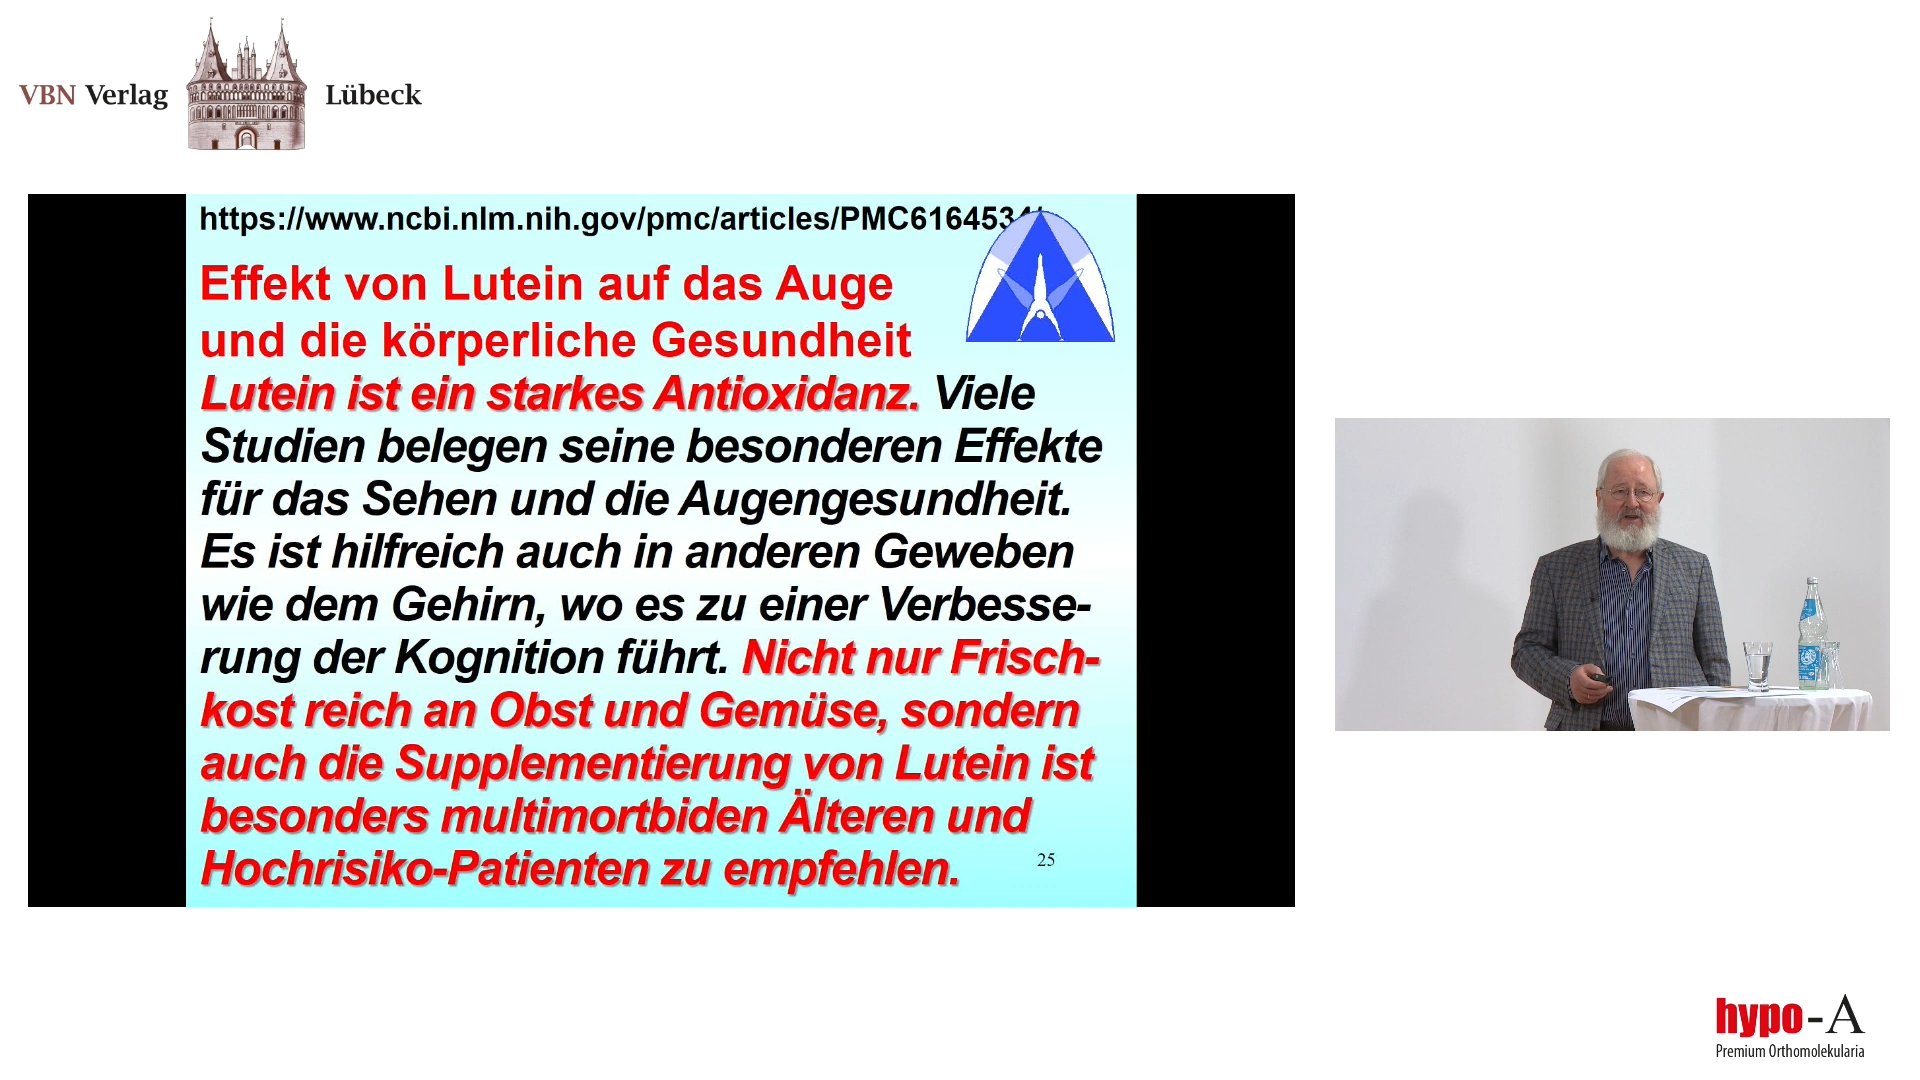 VBN Verlag Lübeck
https://www.ncbi.nlm.nih.gov/pmc/articles/PMC6164534/
Effekt von Lutein auf das Auge
und die körperliche Gesundheit
Lutein ist ein starkes Antioxidanz. Viele
Studien belegen seine besonderen Effekte
für das Sehen und die Augengesundheit.
Es ist hilfreich auch in anderen Geweben
wie dem Gehirn, wo es zu einer Verbesse-
rung der Kognition führt. Nicht nur Frisch-
kost reich an Obst und Gemüse, sondern
auch die Supplementierung von Lutein ist
besonders multimortbiden Älteren und
Hochrisiko-Patienten zu empfehlen.
25
hypo-A
Premium Orthomolekularia